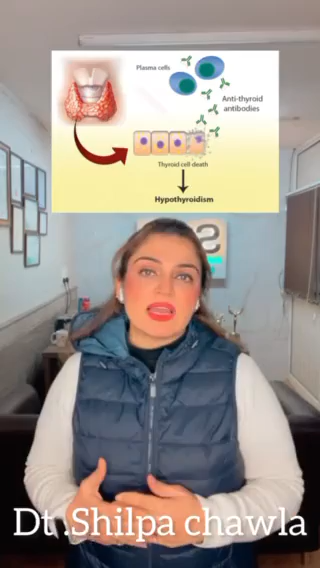 Plasma cells
Anti-thyroid
antibodies
Thyroid cell death
Hypothyroidism
S
Dt .Shilpa chawla